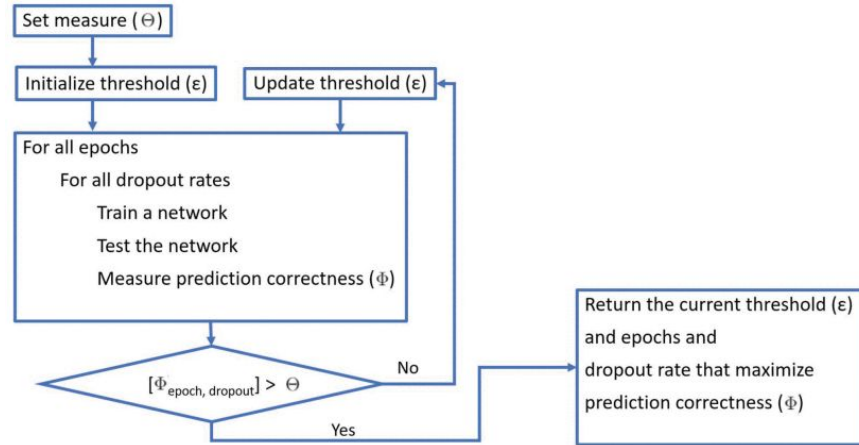 Set measure (Θ)
Initialize threshold (ε)
Update threshold (ε)
For all epochs
For all dropout rates
Train a network
Test the network
Measure prediction correctness (Φ)
[Φepoch, dropout] > Θ
No
Yes
Return the current threshold (ε)
and epochs and
dropout rate that maximize
prediction correctness (Φ)